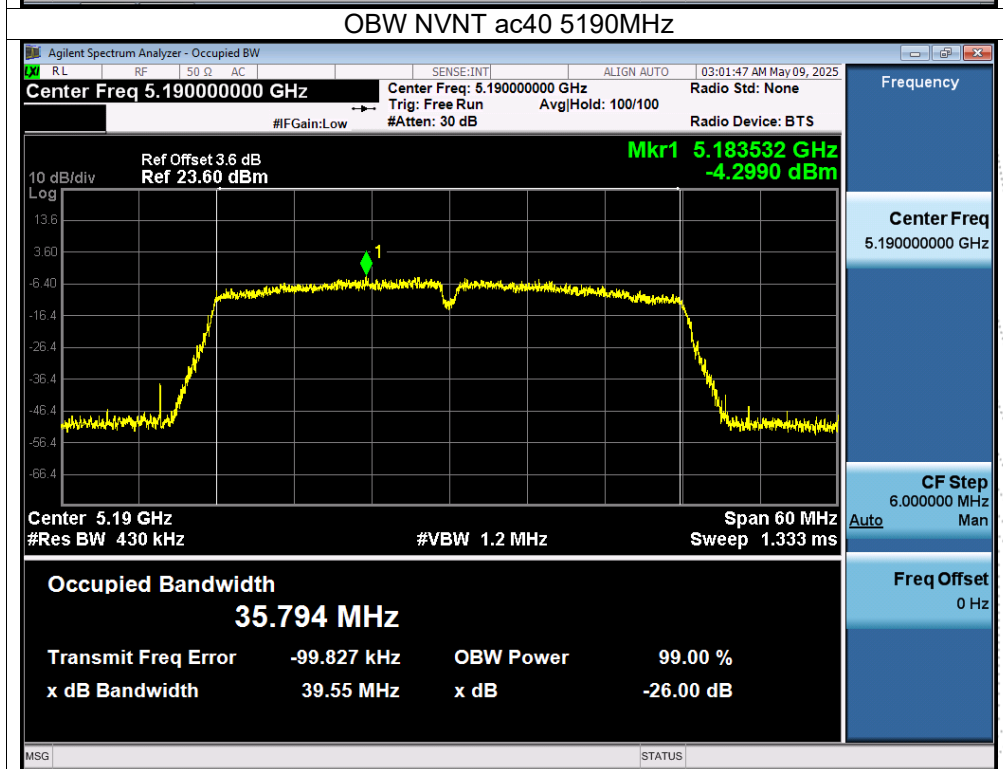 OBW NVNT ac40 5190MHz
Agilent Spectrum Analyzer - Occupied BW
LXI RL RF 50 Ω AC SENSE:INT ALIGN AUTO 03:01:47 AM May 09, 2025
Center Freq 5.190000000 GHz
Center Freq: 5.190000000 GHz Radio Std: None
Trig: Free Run Avg|Hold: 100/100
#IFGain:Low #Atten: 30 dB Radio Device: BTS
Frequency
Mkr1 5.183532 GHz
-4.2990 dBm
Ref Offset 3.6 dB
10 dB/div Ref 23.60 dBm
Log
13.6
3.60
-6.40
-16.4
-26.4
-36.4
-46.4
-56.4
-66.4
1
Center 5.19 GHz Span 60 MHz
#Res BW 430 kHz #VBW 1.2 MHz Sweep 1.333 ms
Center Freq
5.190000000 GHz
CF Step
6.000000 MHz
Auto Man
Freq Offset
0 Hz
Occupied Bandwidth
35.794 MHz
Transmit Freq Error -99.827 kHz OBW Power 99.00 %
x dB Bandwidth 39.55 MHz x dB -26.00 dB
MSG STATUS